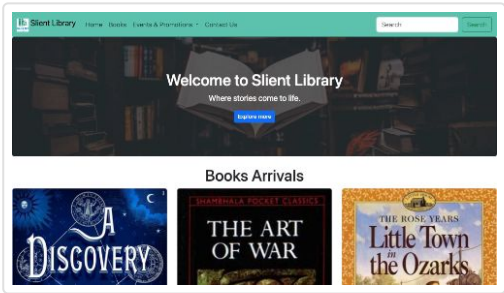 Slient Library Home Books Events & Promotions Contact Us Search Search
Welcome to Slient Library
Where stories come to life.
Explore more
Books Arrivals
A
DISCOVERY
SHAMBHALA POCKET CLASSICS
THE ART
OF WAR
THE ROSE YEARS
Little Town
in
the Ozarks